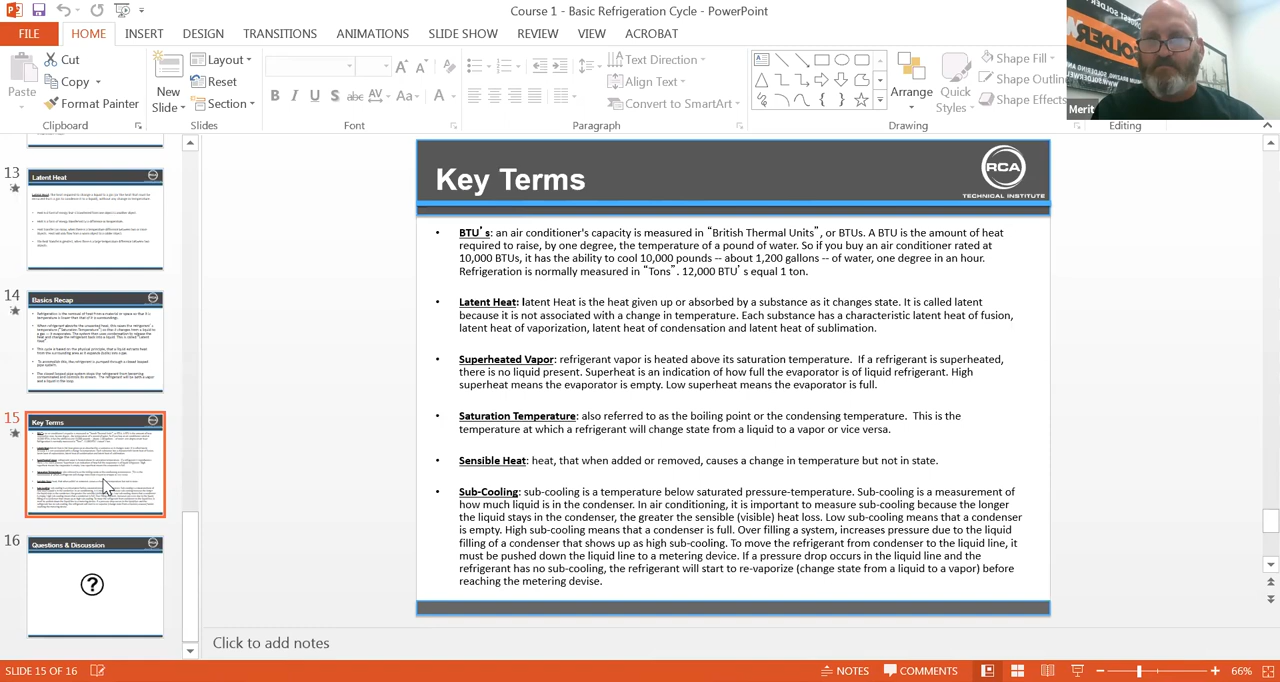 Course 1 - Basic Refrigeration Cycle - PowerPoint
FILE HOME INSERT DESIGN TRANSITIONS ANIMATIONS SLIDE SHOW REVIEW VIEW ACROBAT
Paste
Cut
Copy
Format Painter
Clipboard
New
Slide
Layout
Reset
Section
Slides
B I U S abc AV Aa A
Font
Text Direction
Align Text
Convert to SmartArt
Paragraph
Arrange
Quick
Styles
Shape Fill
Shape Outline
Shape Effects
Drawing
Editing
Merit
13
Latent Heat
14
Basics Recap
15
Key Terms
16
Questions & Discussion
?
Key Terms
RCA
TECHNICAL INSTITUTE
• BTU's: an air conditioner's capacity is measured in “British Thermal Units”, or BTUs. A BTU is the amount of heat
required to raise, by one degree, the temperature of a pound of water. So if you buy an air conditioner rated at
10,000 BTUs, it has the ability to cool 10,000 pounds -- about 1,200 gallons -- of water, one degree in an hour.
Refrigeration is normally measured in “Tons”. 12,000 BTU's equal 1 ton.
• Latent Heat: latent Heat is the heat given up or absorbed by a substance as it changes state. It is called latent
because it is not associated with a change in temperature. Each substance has a characteristic latent heat of fusion,
latent heat of vaporization, latent heat of condensation and latent heat of sublimation.
• Superheated Vapor: refrigerant vapor is heated above its saturation temperature. If a refrigerant is superheated,
there is no liquid present. Superheat is an indication of how full the evaporator is of liquid refrigerant. High
superheat means the evaporator is empty. Low superheat means the evaporator is full.
• Saturation Temperature: also referred to as the boiling point or the condensing temperature. This is the
temperature at which a refrigerant will change state from a liquid to a vapor or vice versa.
• Sensible Heat: heat, that when added or removed, causes a change in temperature but not in state.
• Sub-cooling: sub-cooling is a temperature below saturated pressure-temperature. Sub-cooling is a measurement of
how much liquid is in the condenser. In air conditioning, it is important to measure sub-cooling because the longer
the liquid stays in the condenser, the greater the sensible (visible) heat loss. Low sub-cooling means that a condenser
is empty. High sub-cooling means that a condenser is full. Over filling a system, increases pressure due to the liquid
filling of a condenser that shows up as high sub-cooling. To move the refrigerant from condenser to the liquid line, it
must be pushed down the liquid line to a metering device. If a pressure drop occurs in the liquid line and the
refrigerant has no sub-cooling, the refrigerant will start to re-vaporize (change state from a liquid to a vapor) before
reaching the metering devise.
Click to add notes
SLIDE 15 OF 16
NOTES COMMENTS 66%